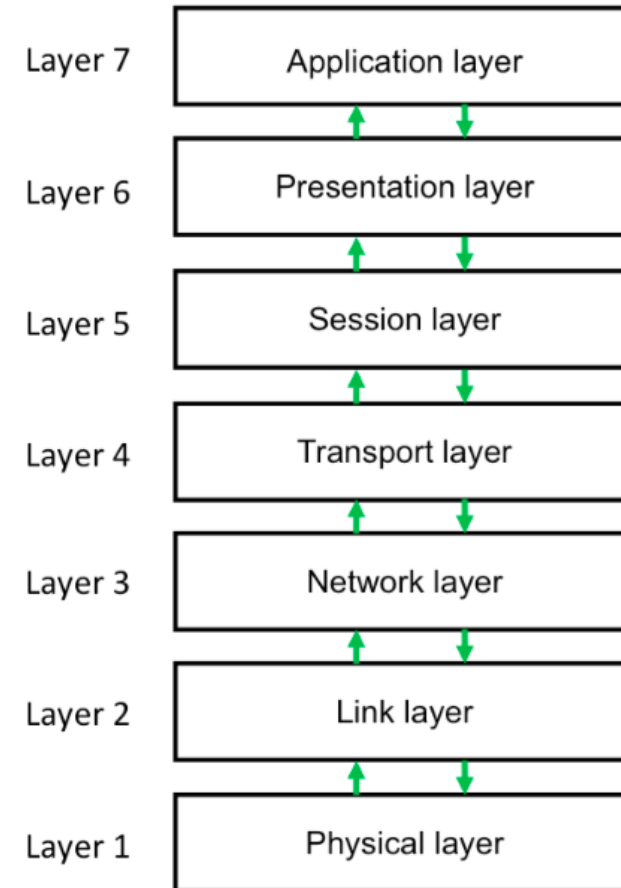 Layer 7 Application layer
Layer 6 Presentation layer
Layer 5 Session layer
Layer 4 Transport layer
Layer 3 Network layer
Layer 2 Link layer
Layer 1 Physical layer